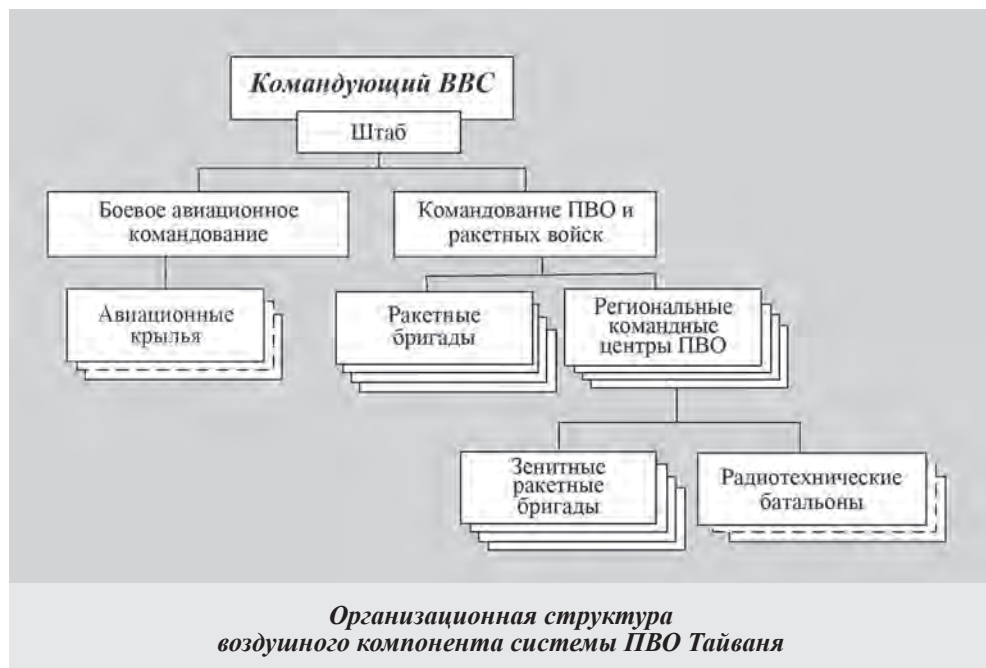 Командующий ВВС
Штаб
Боевое авиационное
командование
Командование ПВО и
ракетных войск
Авиационные
крылья
Ракетные
бригады
Региональные
командные
центры ПВО
Зенитные
ракетные
бригады
Радиотехнические
батальоны
Организационная структура
воздушного компонента системы ПВО Тайваня